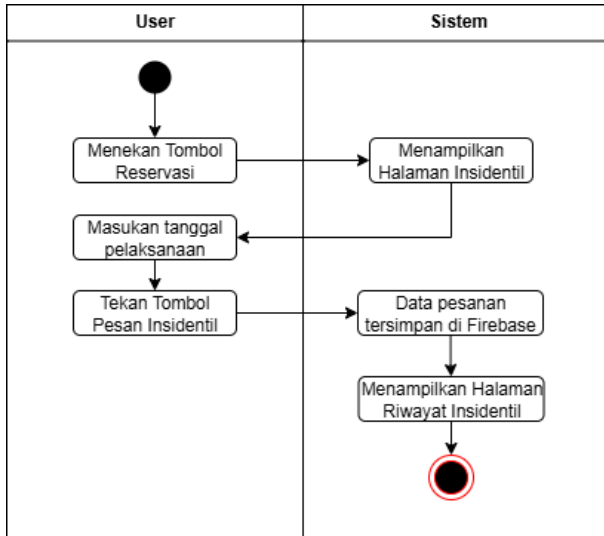 User
Sistem
Menekan Tombol
Reservasi
Menampilkan
Halaman Insidentil
Masukan tanggal
pelaksanaan
Tekan Tombol
Pesan Insidentil
Data pesanan
tersimpan di Firebase
Menampilkan Halaman
Riwayat Insidentil